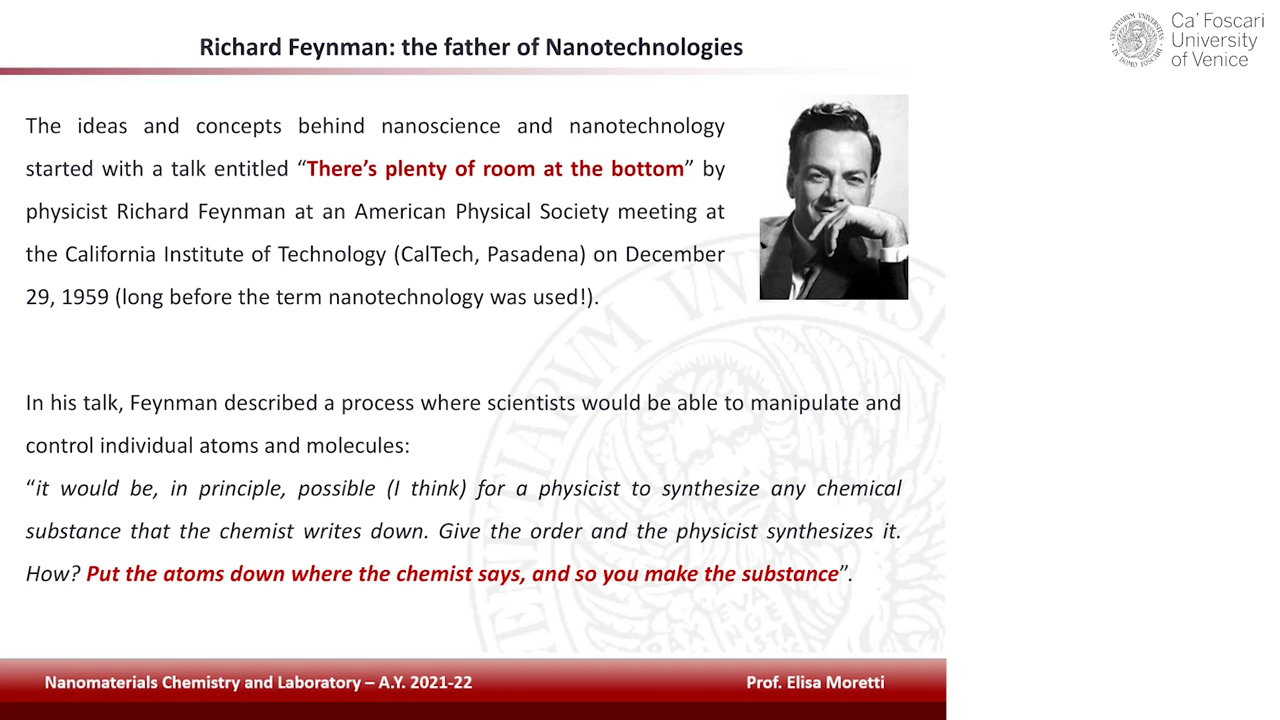 Richard Feynman: the father of Nanotechnologies
Ca' Foscari
University
of Venice
The ideas and concepts behind nanoscience and nanotechnology
started with a talk entitled “There’s plenty of room at the bottom” by
physicist Richard Feynman at an American Physical Society meeting at
the California Institute of Technology (CalTech, Pasadena) on December
29, 1959 (long before the term nanotechnology was used!).
In his talk, Feynman described a process where scientists would be able to manipulate and
control individual atoms and molecules:
“it would be, in principle, possible (I think) for a physicist to synthesize any chemical
substance that the chemist writes down. Give the order and the physicist synthesizes it.
How? Put the atoms down where the chemist says, and so you make the substance”.
Nanomaterials Chemistry and Laboratory – A.Y. 2021-22
Prof. Elisa Moretti